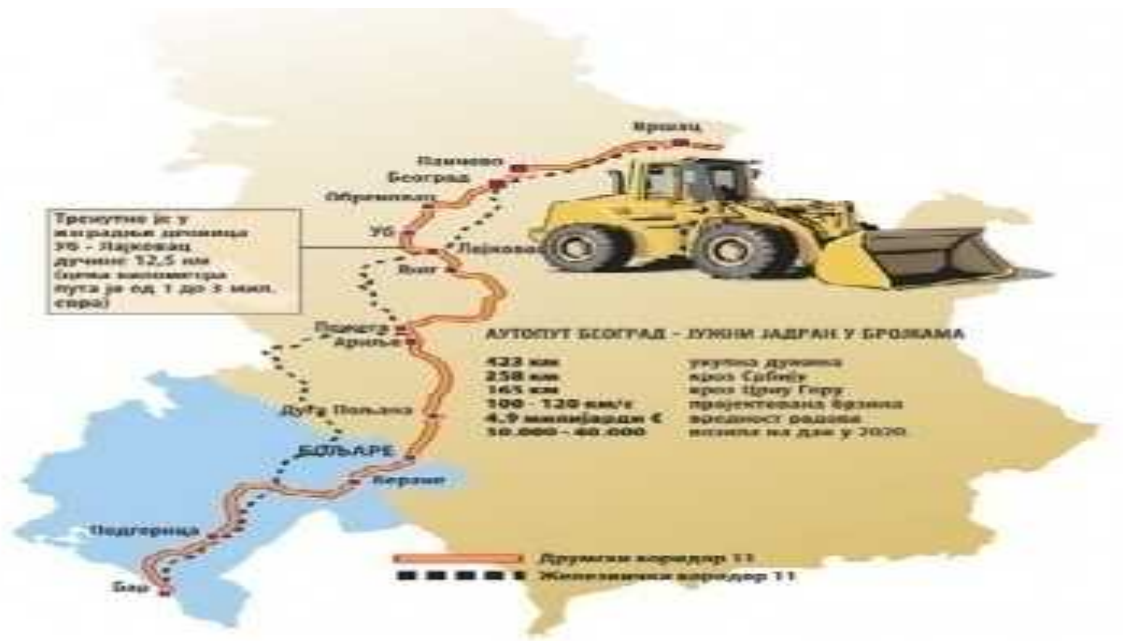 Вршац
Панчево
Београд
Обреновац
Уб
Лајковац
Љиг
Тренутно је у
изградњи деоница
Уб - Лајковац
дужине 12,5 км
(цена километра
пута је од 1 до 3 мил.
евра)
Пожега
Ариље
АУТОПУТ БЕОГРАД - ЈУЖНИ ЈАДРАН У БРОЈКАМА
423 км укупна дужина
258 км кроз Србију
165 км кроз Црну Гору
100 - 120 км/с пројектована брзина
4.9 милијарди € вредност радова
30.000 - 40.000 возила на дан у 2020.
Дуга Пољана
БОЉАРЕ
Беране
Подгорица
Бар
Друмски коридор 11
Железнички коридор 11